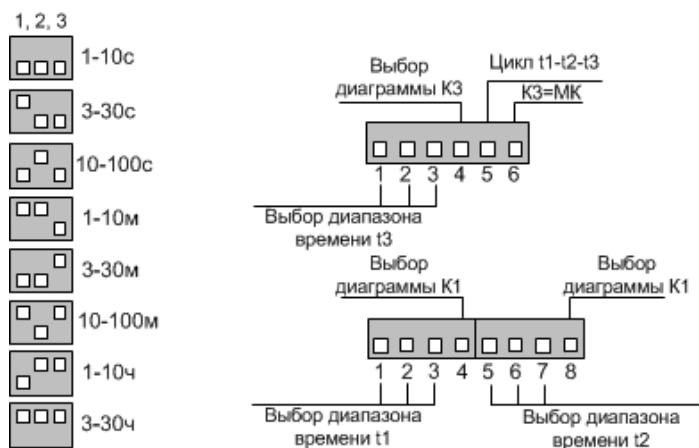 1, 2, 3
1-10с
3-30с
10-100с
1-10м
3-30м
10-100м
1-10ч
3-30ч
Выбор
диаграммы К3
Цикл t1-t2-t3
К3=МК
1 2 3 4 5 6
Выбор диапазона
времени t3
Выбор
диаграммы К1
Выбор
диаграммы К1
1 2 3 4 5 6 7 8
Выбор диапазона
времени t1
Выбор диапазона
времени t2